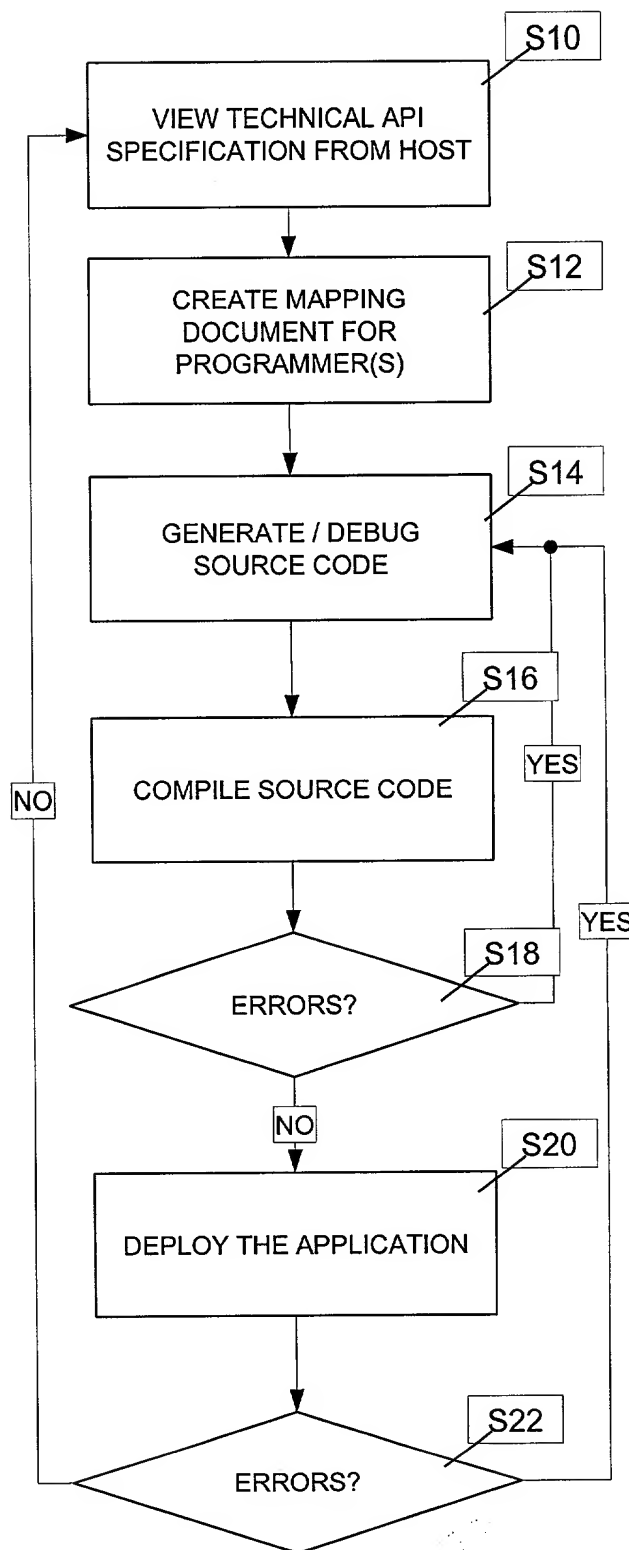 S10
VIEW TECHNICAL API
SPECIFICATION FROM HOST
S12
CREATE MAPPING
DOCUMENT FOR
PROGRAMMER(S)
S14
GENERATE / DEBUG
SOURCE CODE
S16
COMPILE SOURCE CODE
YES
NO
YES
S18
ERRORS?
NO
S20
DEPLOY THE APPLICATION
S22
ERRORS?